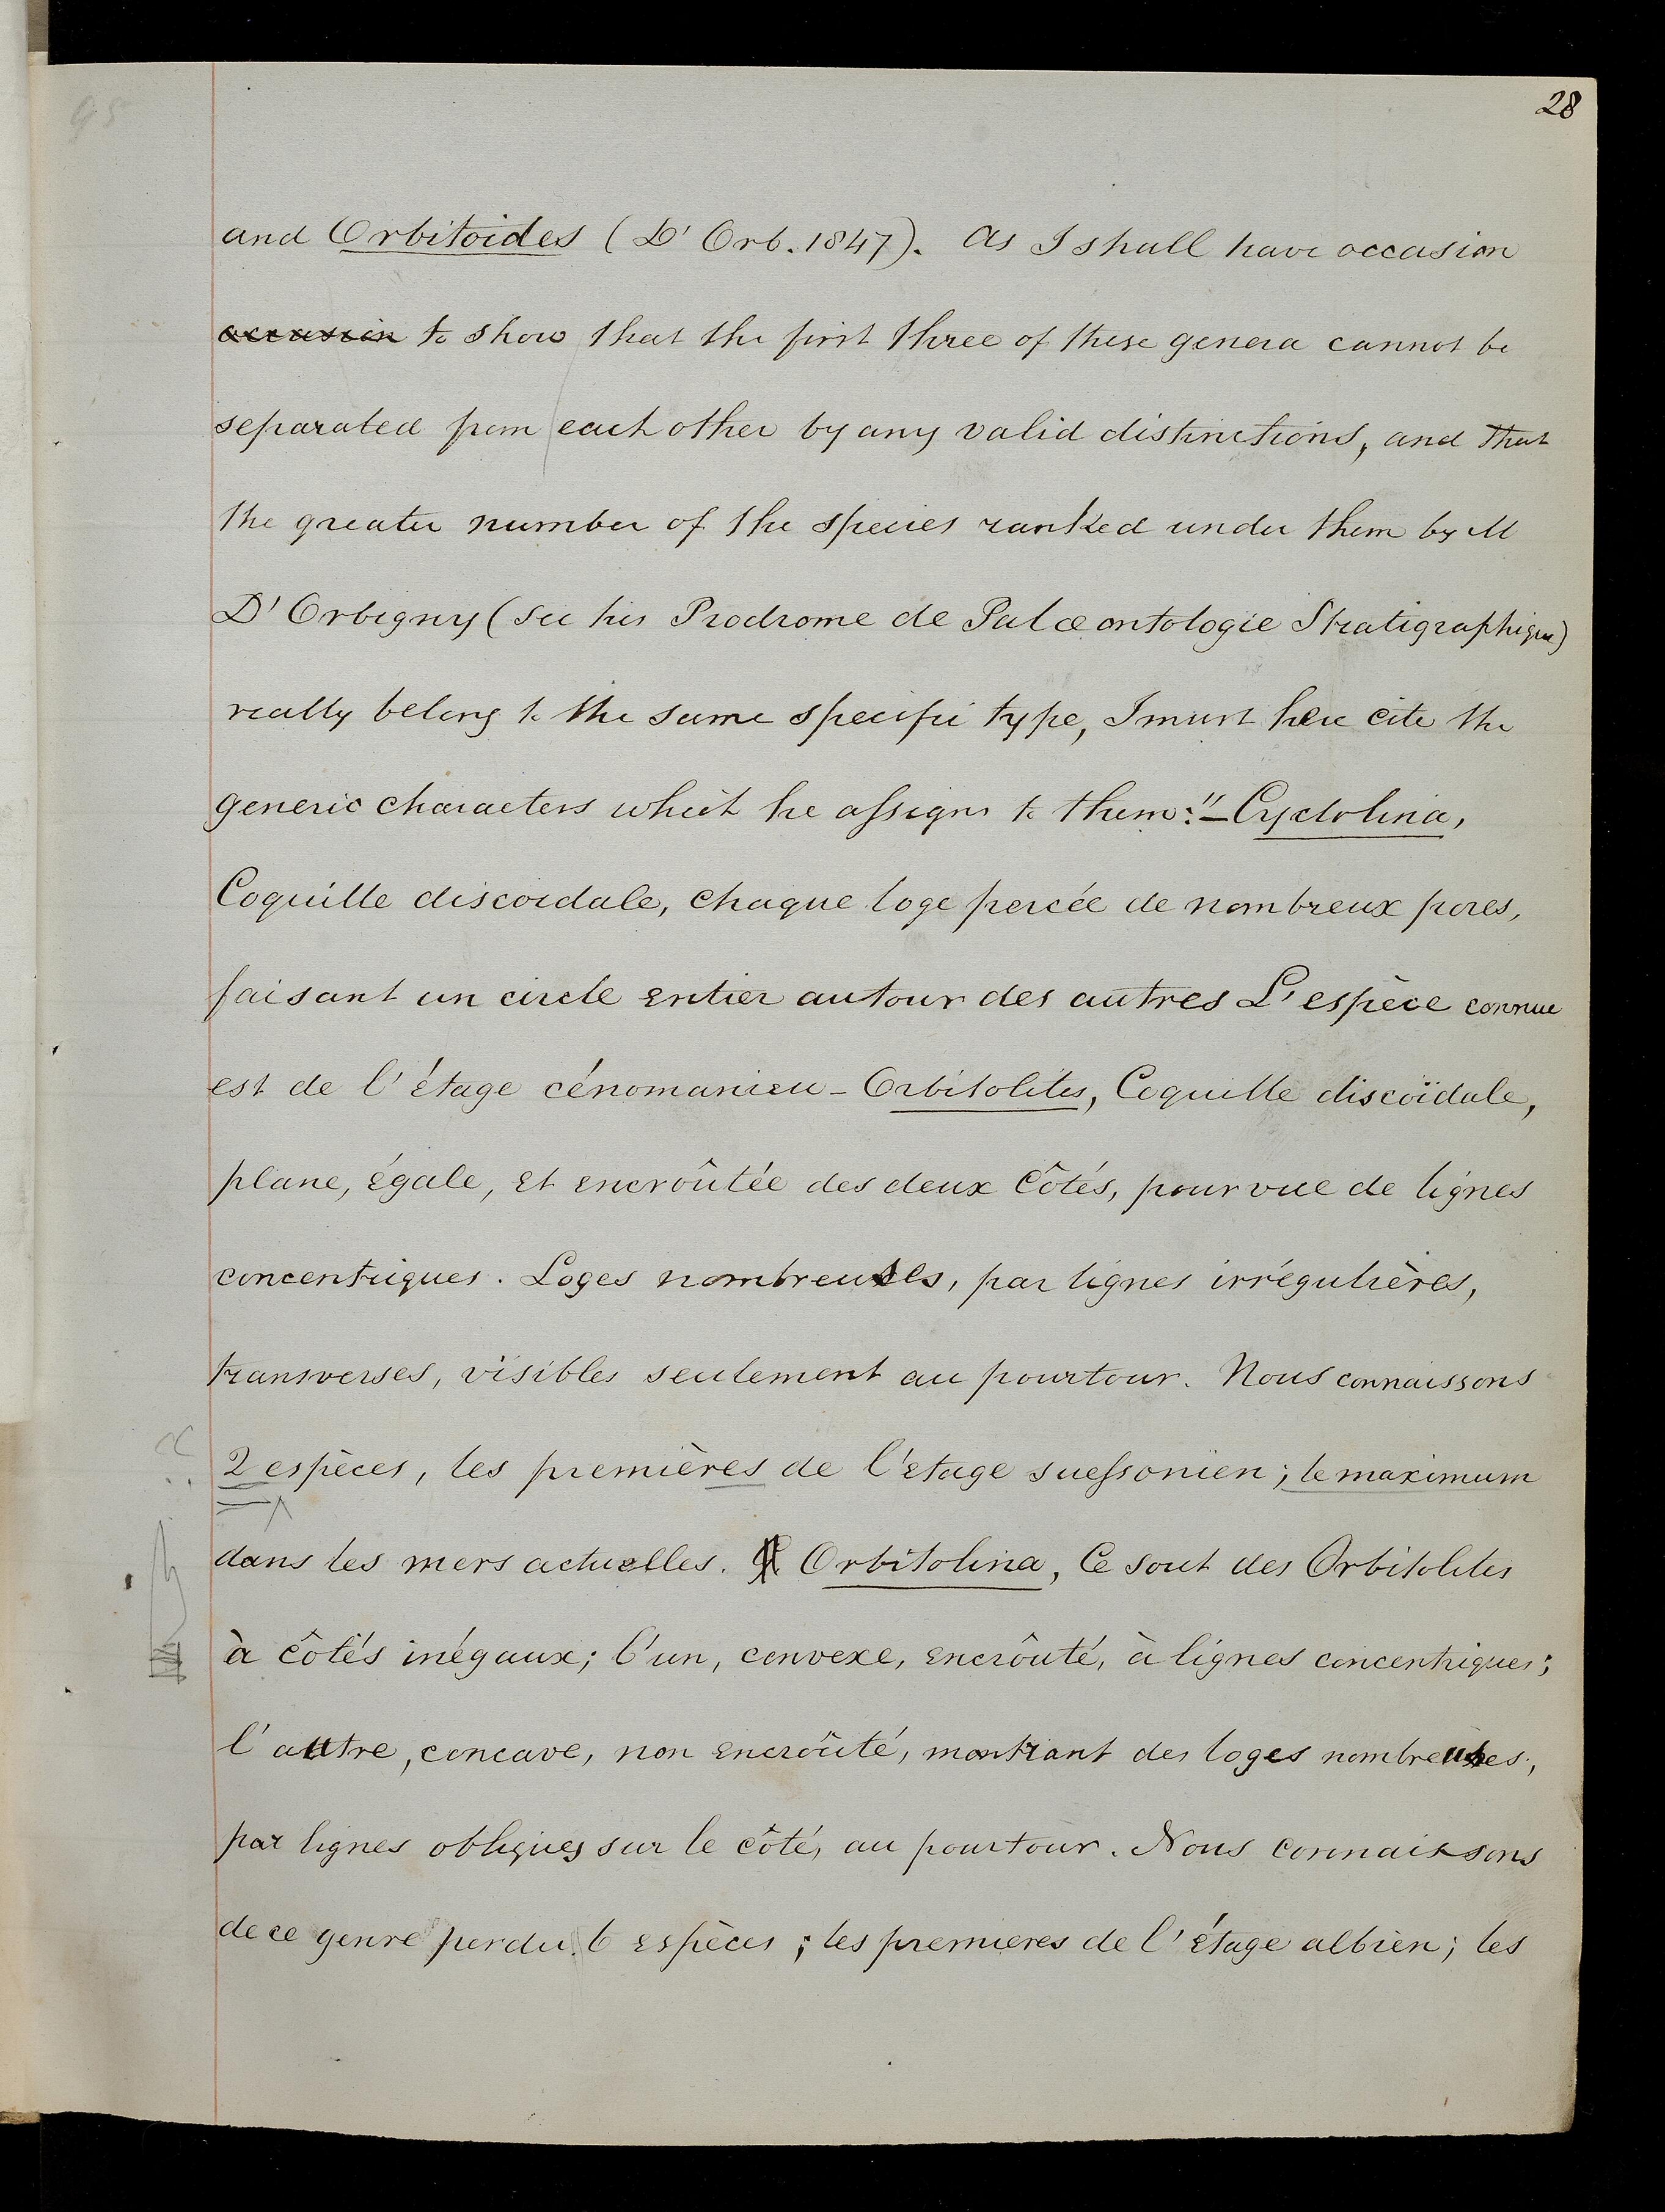 28
and Orbitoides (D'Orb. 1847). As I shall have occasion
occasion to show that the first three of these genera cannot be
separated from each other by any valid distinctions, and that
the greater number of the species ranked under them by M
D'Orbigny (see his Prodrome de Palœontologie Stratigraphique)
really belong to the same specific type, I must here cite the
generic characters which he assigns to them:"—Cyclolina,
Coquille discoidale, chaque loge percée de nombreux pores,
faisant un circle entier autour des autres L'espèce connue
est de l'étage cénomanien — Orbitolites, Coquille discoïdale,
plane, égale, et encroûtée des deux côtés, pourvue de lignes
concentriques. Loges nombreuses, par lignes irrégulières,
transverses, visibles seulement au pourtour. Nous connaissons
2 espèces, les premières de l'etage suessonien; le maximum
dans les mers actuelles. Orbitolina, Ce sont des Orbitolites
à côtés inégaux; l'un, convexe, encroûté, à lignes concentriques;
l'autre, concave, non encroûté, montrant des loges nombreuses,
par lignes obliques sur le côté, au pourtour. Nous connaissons
de ce genre perdu 6 espèces; les premieres de l'étage albien; les